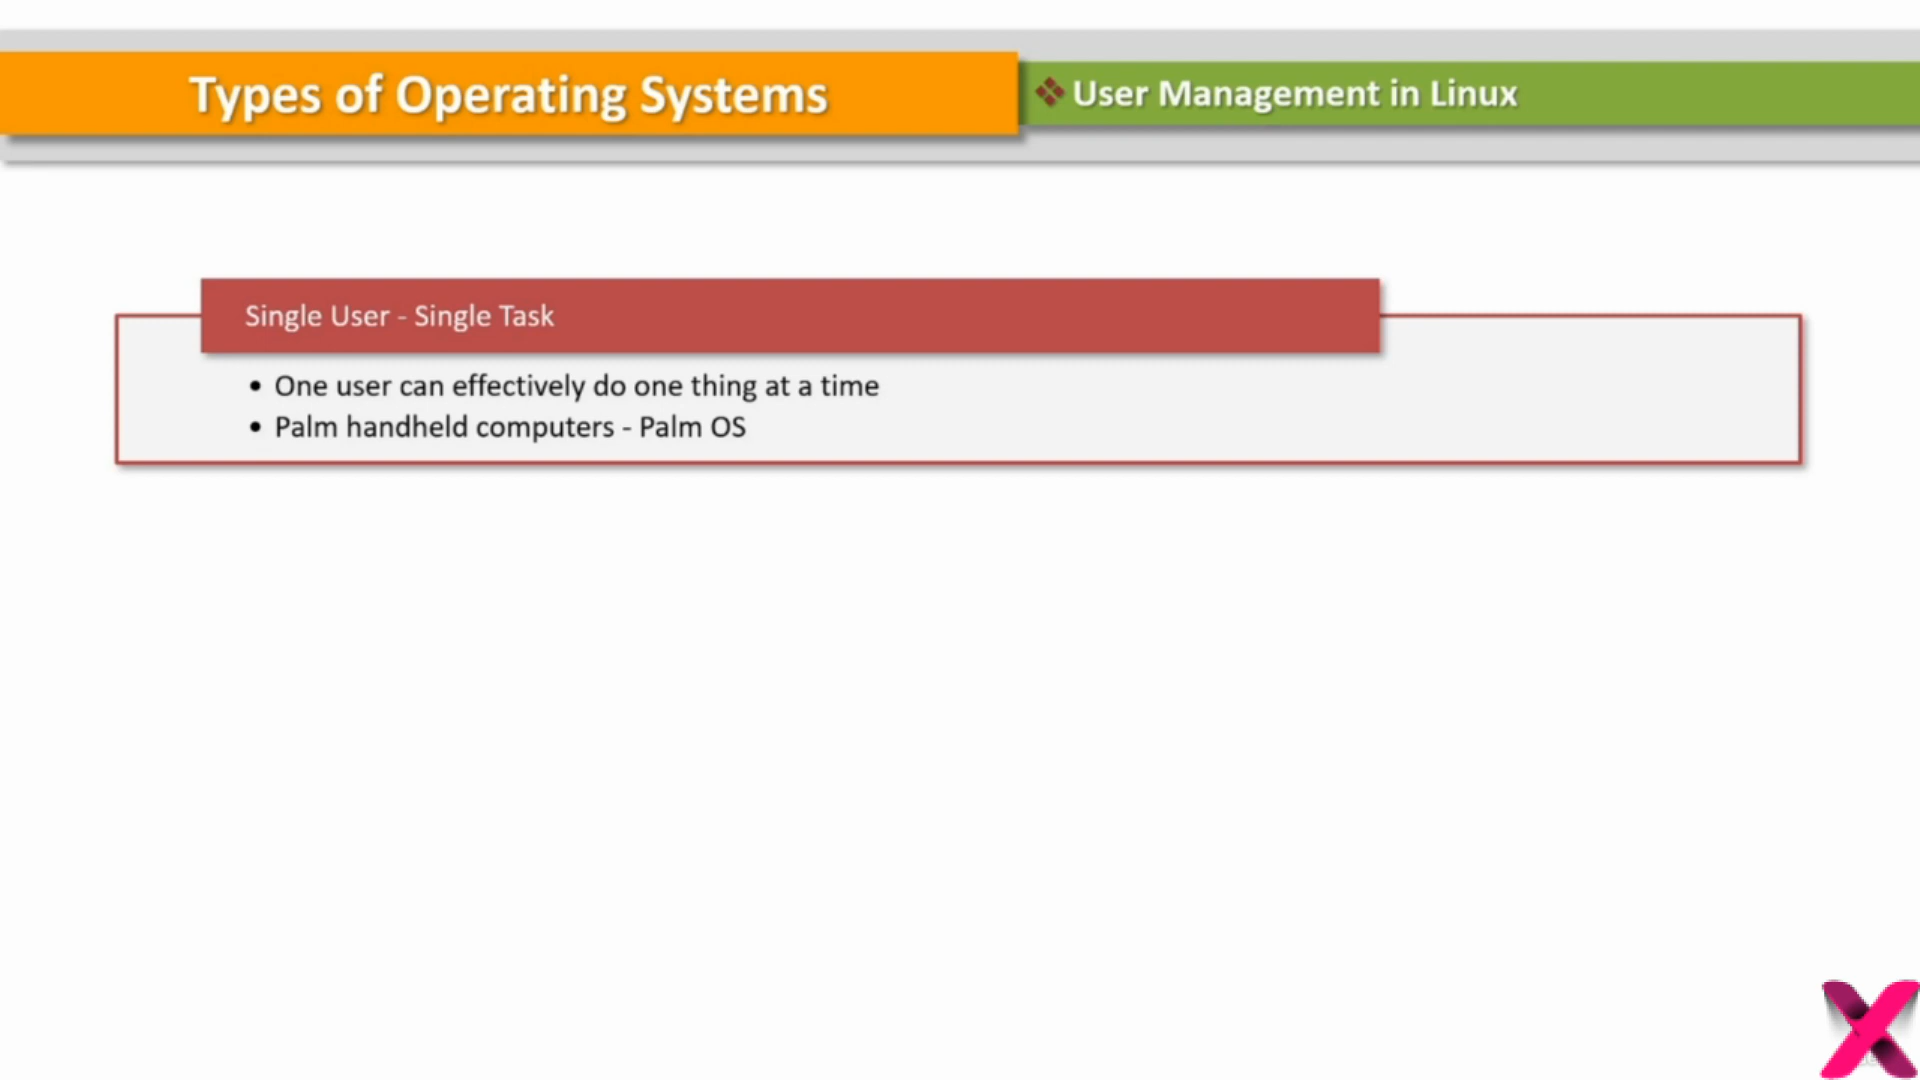 Types of Operating Systems
❖ User Management in Linux
Single User - Single Task
• One user can effectively do one thing at a time
• Palm handheld computers - Palm OS